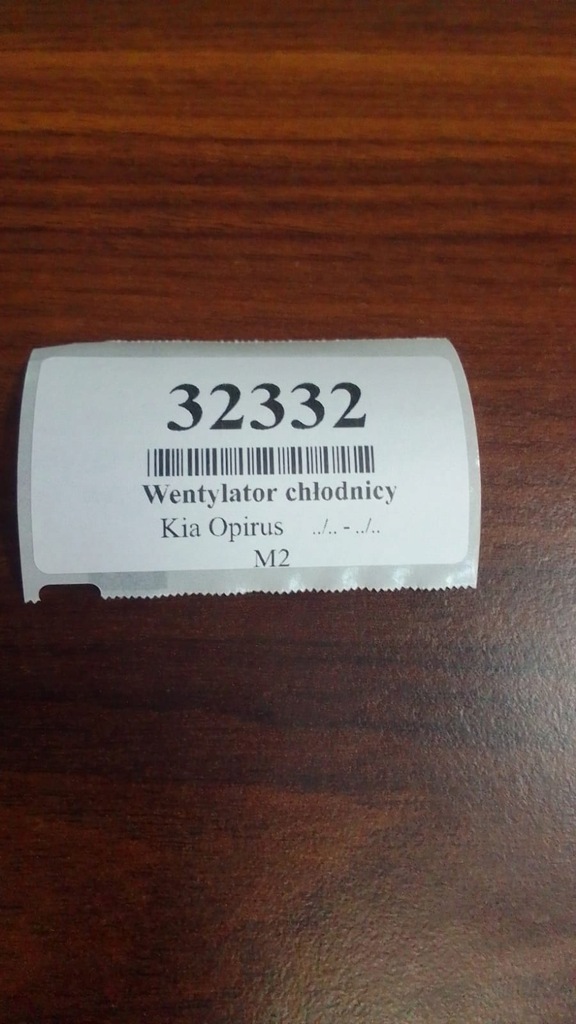 32332
Wentylator chłodnicy
Kia Opirus ../.. - ../..
M2